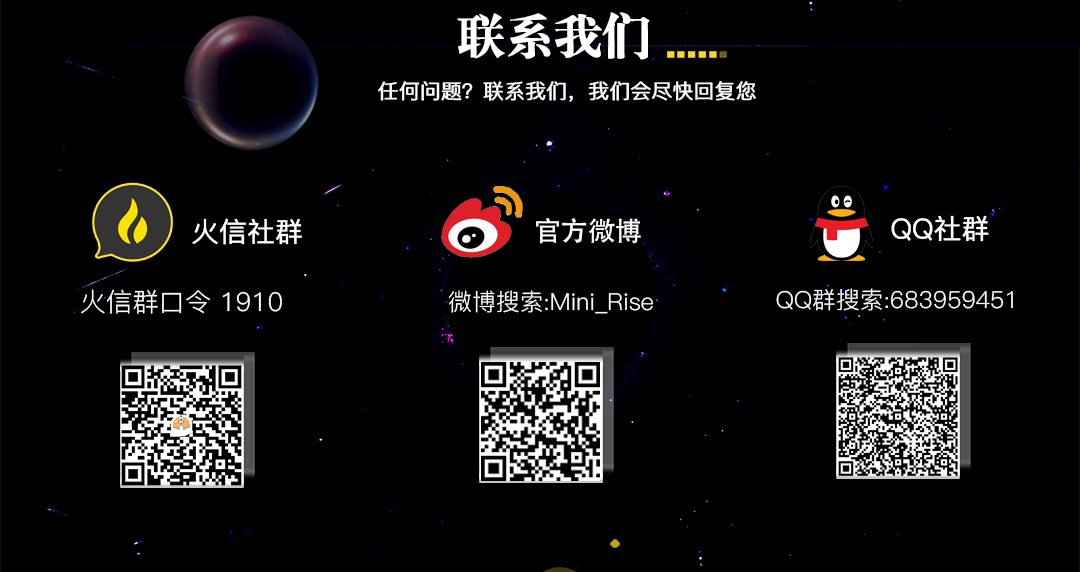 联系我们
任何问题？联系我们，我们会尽快回复您
火信社群
官方微博
QQ社群
火信群口令 1910
微博搜索:Mini_Rise
QQ群搜索:683959451